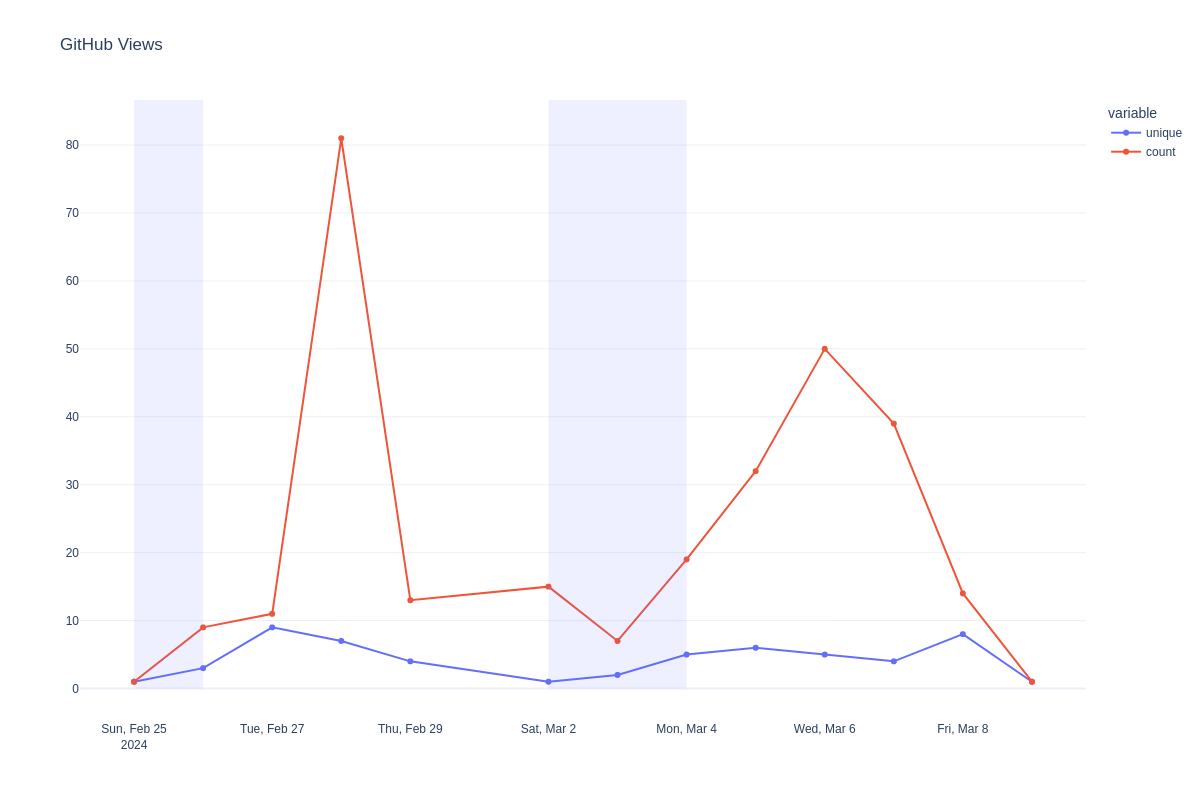 GitHub Views
variable
unique
count
80
70
60
50
40
30
20
10
0
Sun, Feb 25
2024
Tue, Feb 27
Thu, Feb 29
Sat, Mar 2
Mon, Mar 4
Wed, Mar 6
Fri, Mar 8